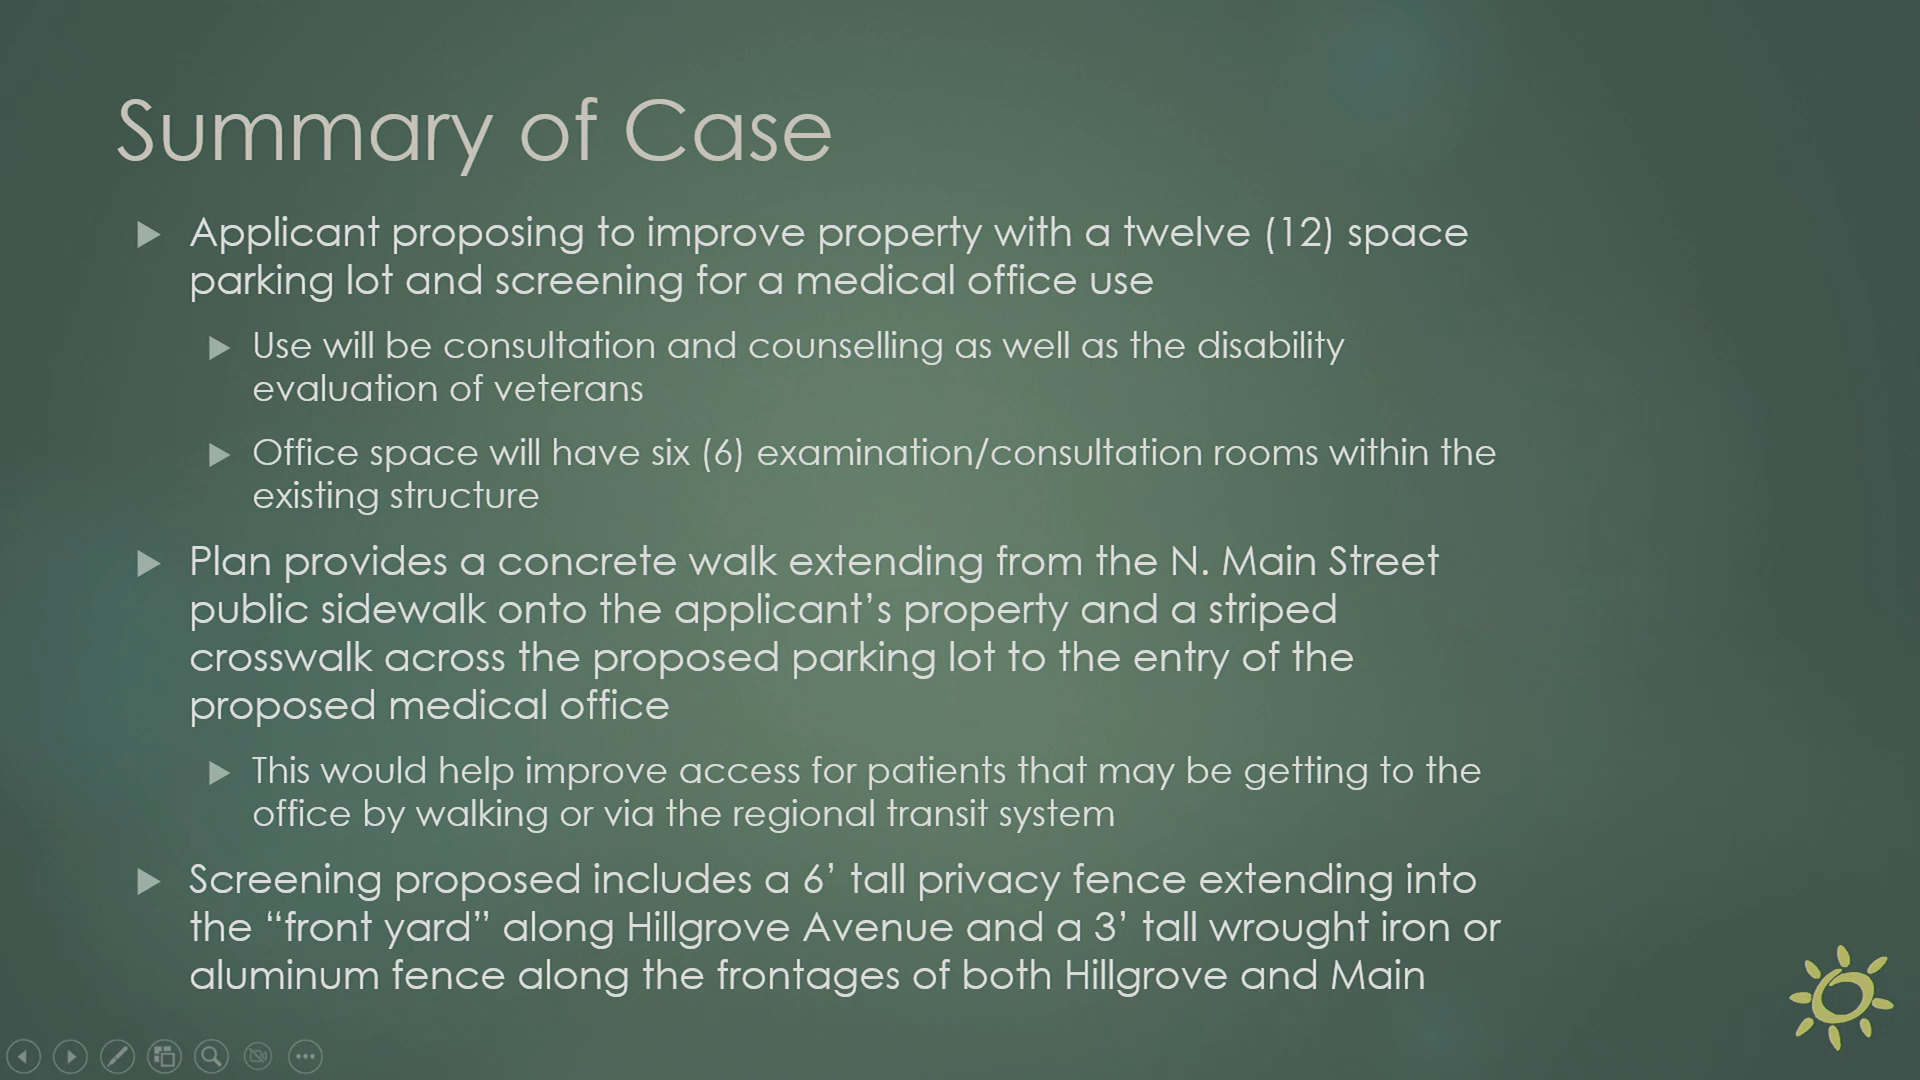 Summary of Case
Applicant proposing to improve property with a twelve (12) space
parking lot and screening for a medical office use
Use will be consultation and counselling as well as the disability
evaluation of veterans
Office space will have six (6) examination/consultation rooms within the
existing structure
Plan provides a concrete walk extending from the N. Main Street
public sidewalk onto the applicant’s property and a striped
crosswalk across the proposed parking lot to the entry of the
proposed medical office
This would help improve access for patients that may be getting to the
office by walking or via the regional transit system
Screening proposed includes a 6’ tall privacy fence extending into
the “front yard” along Hillgrove Avenue and a 3’ tall wrought iron or
aluminum fence along the frontages of both Hillgrove and Main